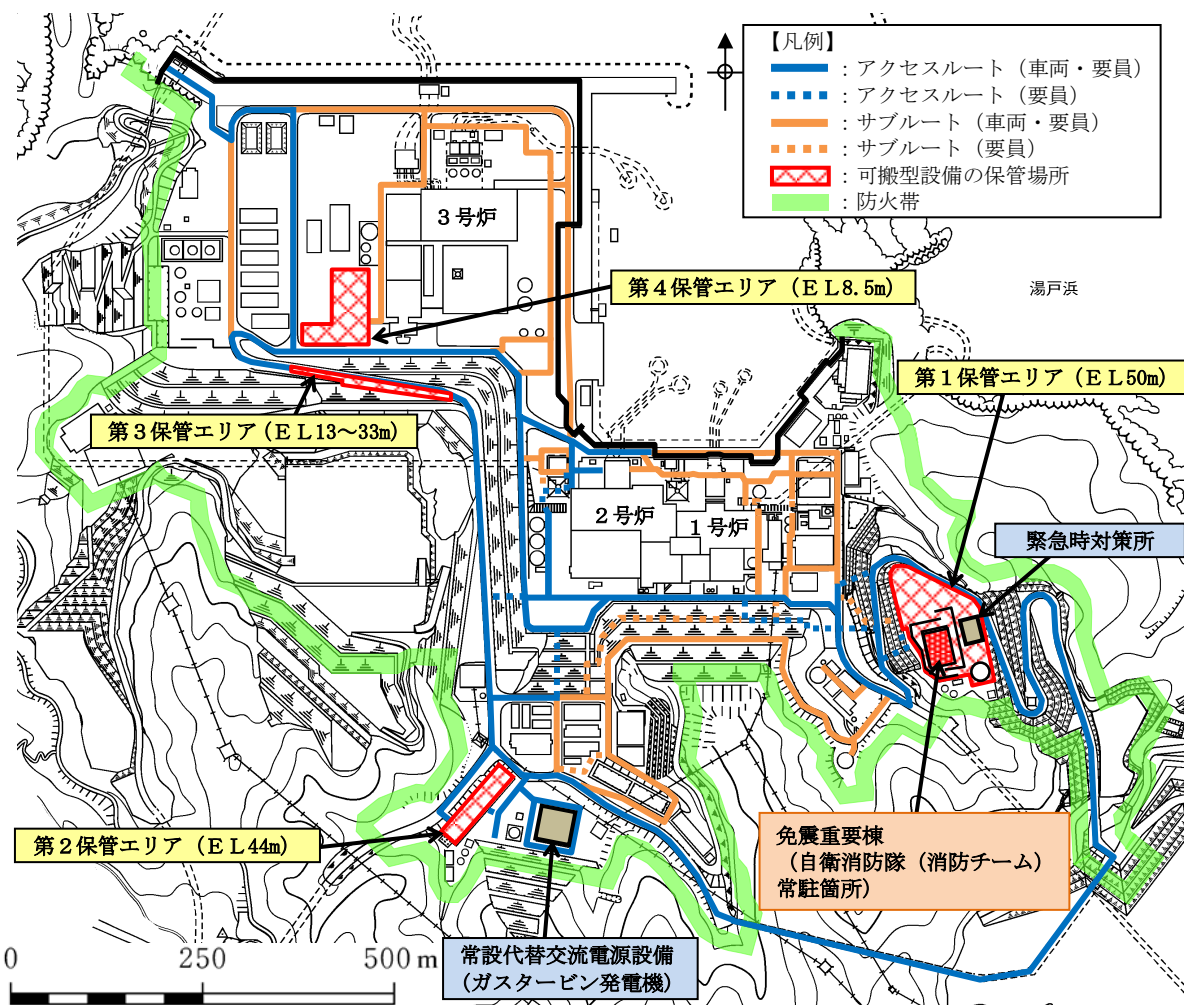 【凡例】
：アクセスルート（車両・要員）
：アクセスルート（要員）
：サブルート（車両・要員）
：サブルート（要員）
：可搬型設備の保管場所
：防火帯
３号炉
第４保管エリア（ＥＬ8.5m）
湯戸浜
第１保管エリア（ＥＬ50m）
第３保管エリア（ＥＬ13～33m）
２号炉
１号炉
緊急時対策所
第２保管エリア（ＥＬ44m）
免震重要棟
（自衛消防隊（消防チーム）
常駐箇所）
常設代替交流電源設備
（ガスタービン発電機）
0 250 500 m